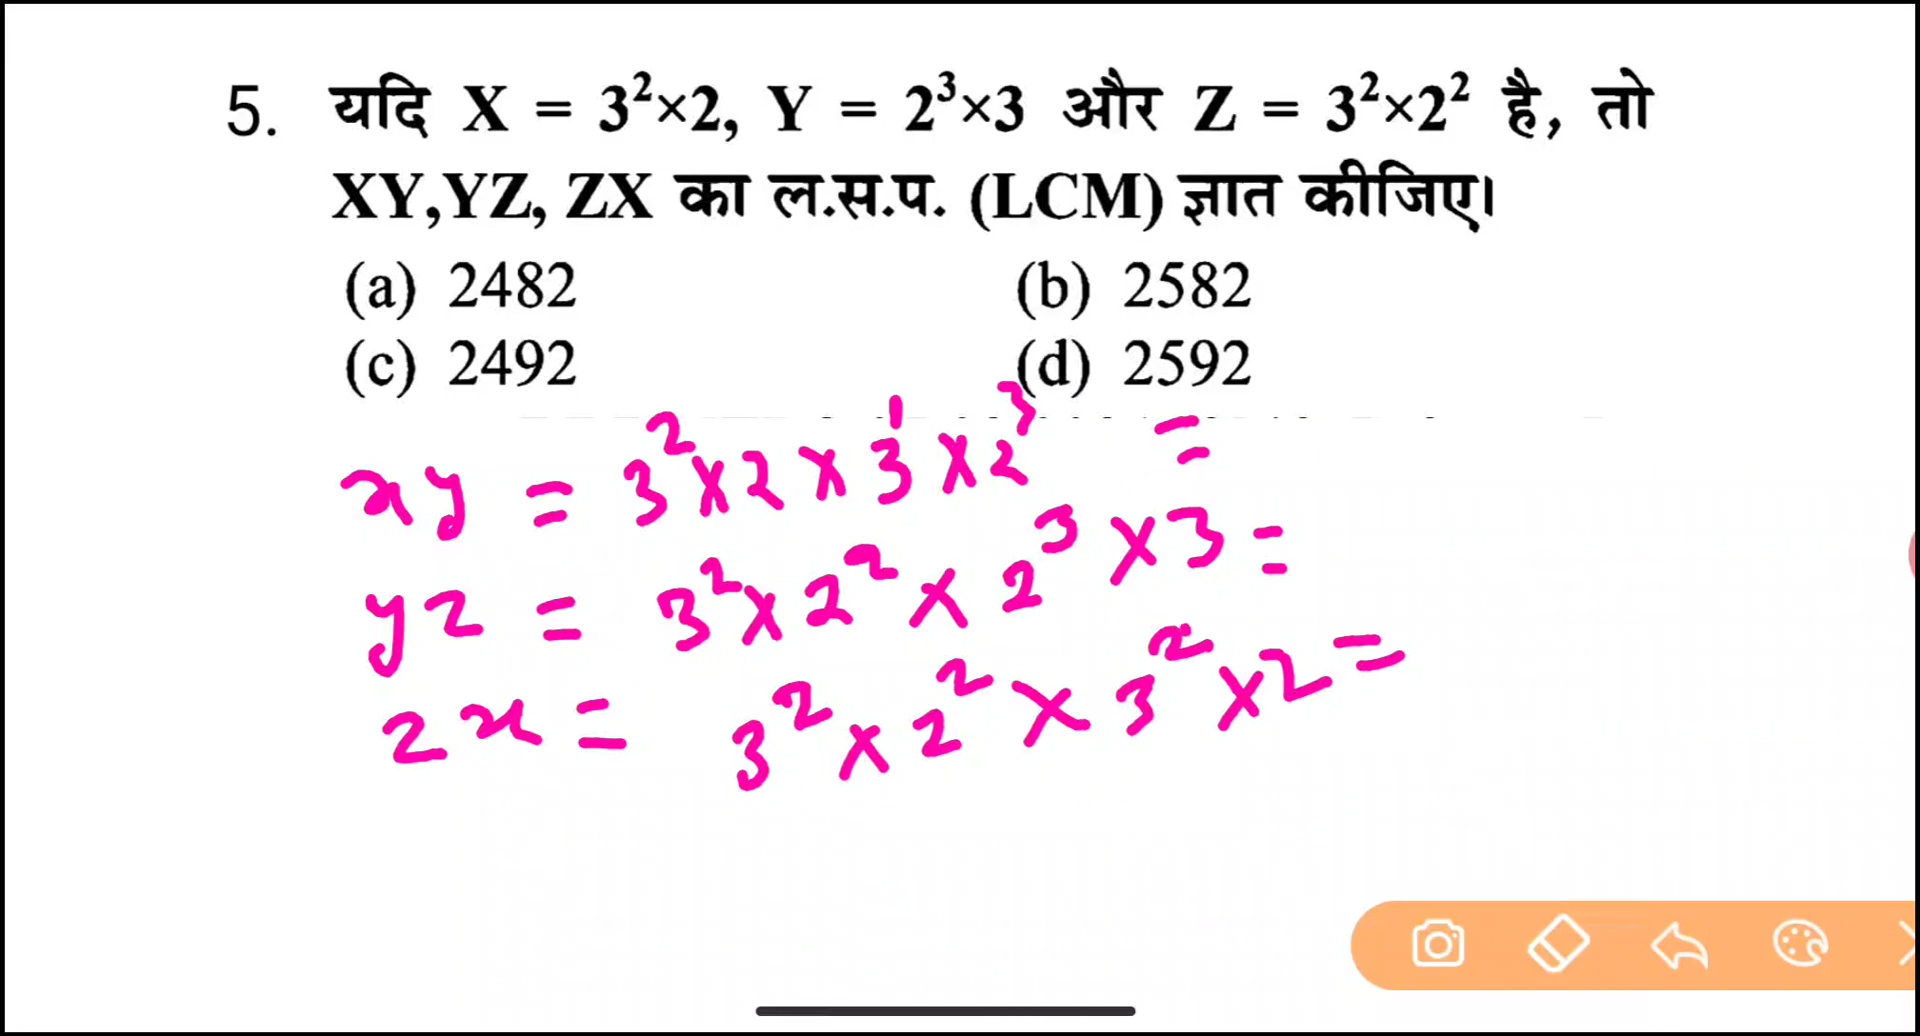 5. यदि X = 3²×2, Y = 2³×3 और Z = 3²×2² है, तो
XY,YZ, ZX का ल.स.प. (LCM) ज्ञात कीजिए।
(a) 2482 (b) 2582
(c) 2492 (d) 2592
xy = 3²×2×3¹×2³ =
yz = 3²×2²×2³×3=
zx = 3²×2²×3²×2=